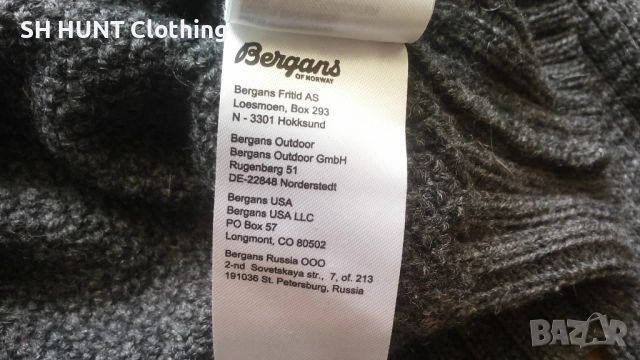 SH HUNT Clothing
Bergans
OF NORWAY
Bergans Fritid AS
Loesmoen, Box 293
N - 3301 Hokksund
Bergans Outdoor
Bergans Outdoor GmbH
Rugenbarg 51
DE-22848 Norderstedt
Bergans USA
Bergans USA LLC
PO Box 57
Longmont, CO 80502
Bergans Russia OOO
2-nd Sovetskaya str., 7, of. 213
191036 St. Petersburg, Russia
BAZAR